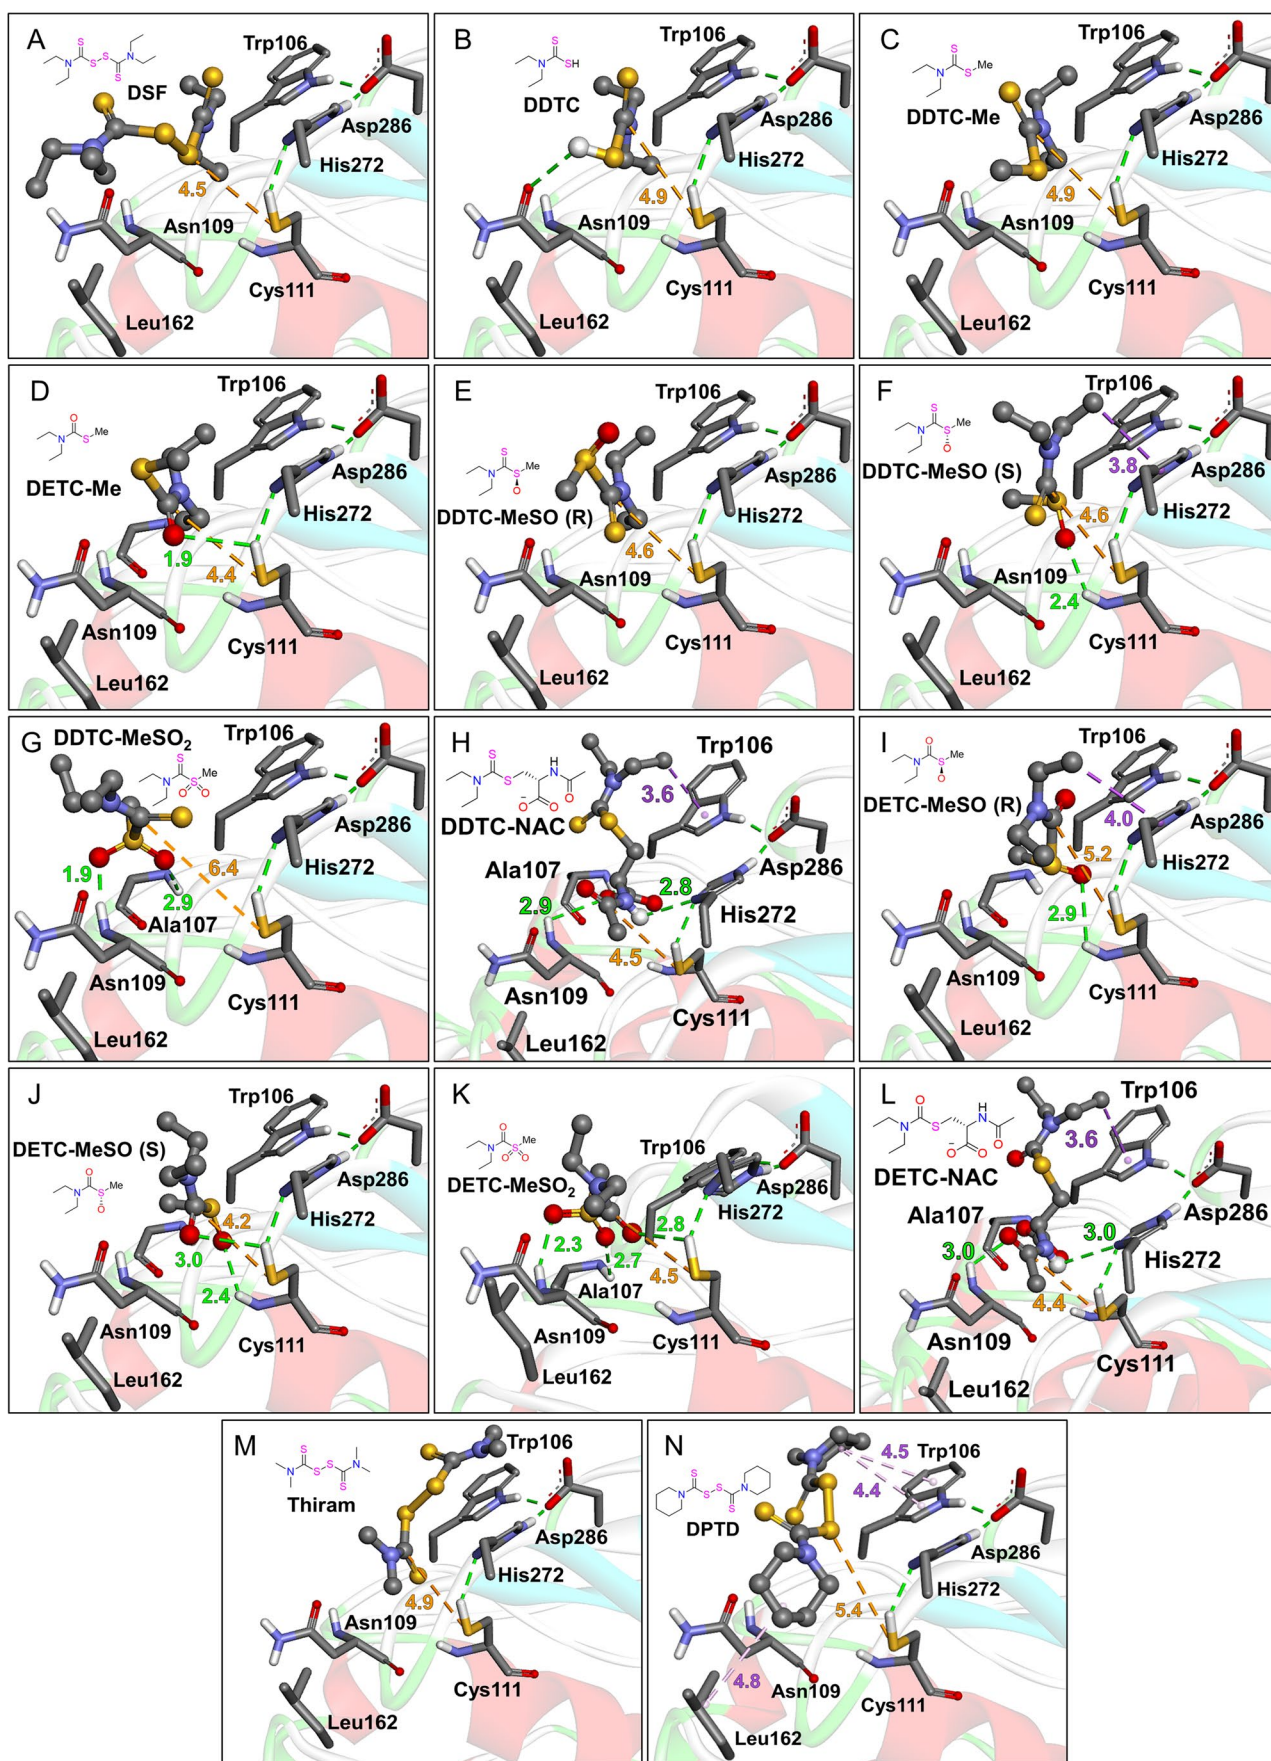 A
DSF
Trp106
Asp286
His272
4.5
Asn109
Cys111
Leu162
B
DDTC
Trp106
Asp286
His272
4.9
Asn109
Cys111
Leu162
C
DDTC-Me
Trp106
Asp286
His272
4.9
Asn109
Cys111
Leu162
D
DETC-Me
Trp106
Asp286
His272
1.9
4.4
Asn109
Cys111
Leu162
E
DDTC-MeSO (R)
Trp106
Asp286
His272
4.6
Asn109
Cys111
Leu162
F
DDTC-MeSO (S)
Trp106
3.8
Asp286
His272
4.6
Asn109
2.4
Cys111
Leu162
G
DDTC-MeSO₂
Trp106
Asp286
His272
1.9
6.4
2.9
Ala107
Asn109
Cys111
Leu162
H
DDTC-NAC
Trp106
3.6
Asp286
Ala107
2.8
2.9
His272
4.5
Asn109
Cys111
Leu162
I
DETC-MeSO (R)
Trp106
4.0
Asp286
His272
5.2
2.9
Asn109
Cys111
Leu162
J
DETC-MeSO (S)
Trp106
Asp286
His272
4.2
3.0
2.4
Asn109
Cys111
Leu162
K
DETC-MeSO₂
Trp106
Asp286
His272
2.8
2.3
2.7
4.5
Ala107
Asn109
Cys111
Leu162
L
DETC-NAC
Trp106
3.6
Asp286
Ala107
3.0
3.0
His272
4.4
Asn109
Cys111
Leu162
M
Thiram
Trp106
Asp286
His272
4.9
Asn109
Cys111
Leu162
N
DPTD
4.5
Trp106
4.4
Asp286
His272
5.4
4.8
Asn109
Cys111
Leu162